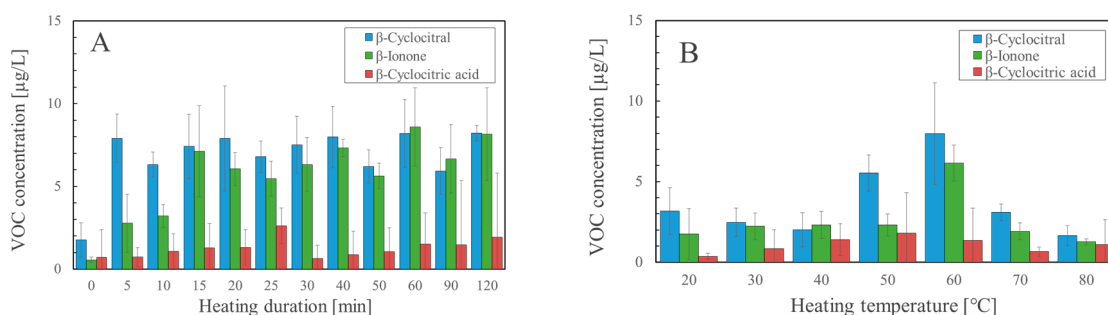 A
β-Cyclocitral
β-Ionone
β-Cyclocitric acid
VOC concentration [µg/L]
15
10
5
0
0 5 10 15 20 25 30 40 50 60 90 120
Heating duration [min]
B
β-Cyclocitral
β-Ionone
β-Cyclocitric acid
VOC concentration [µg/L]
15
10
5
0
20 30 40 50 60 70 80
Heating temperature [°C]